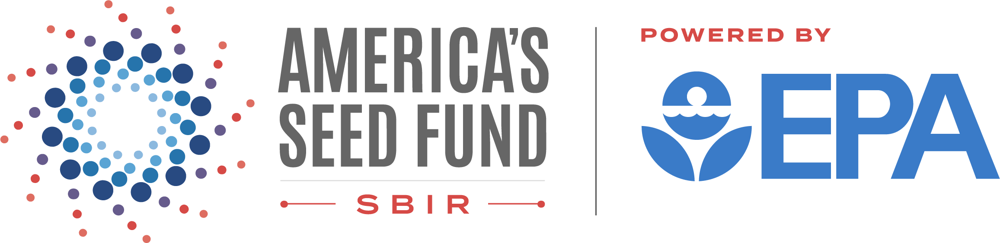 AMERICA’S
SEED FUND
SBIR
POWERED BY
EPA